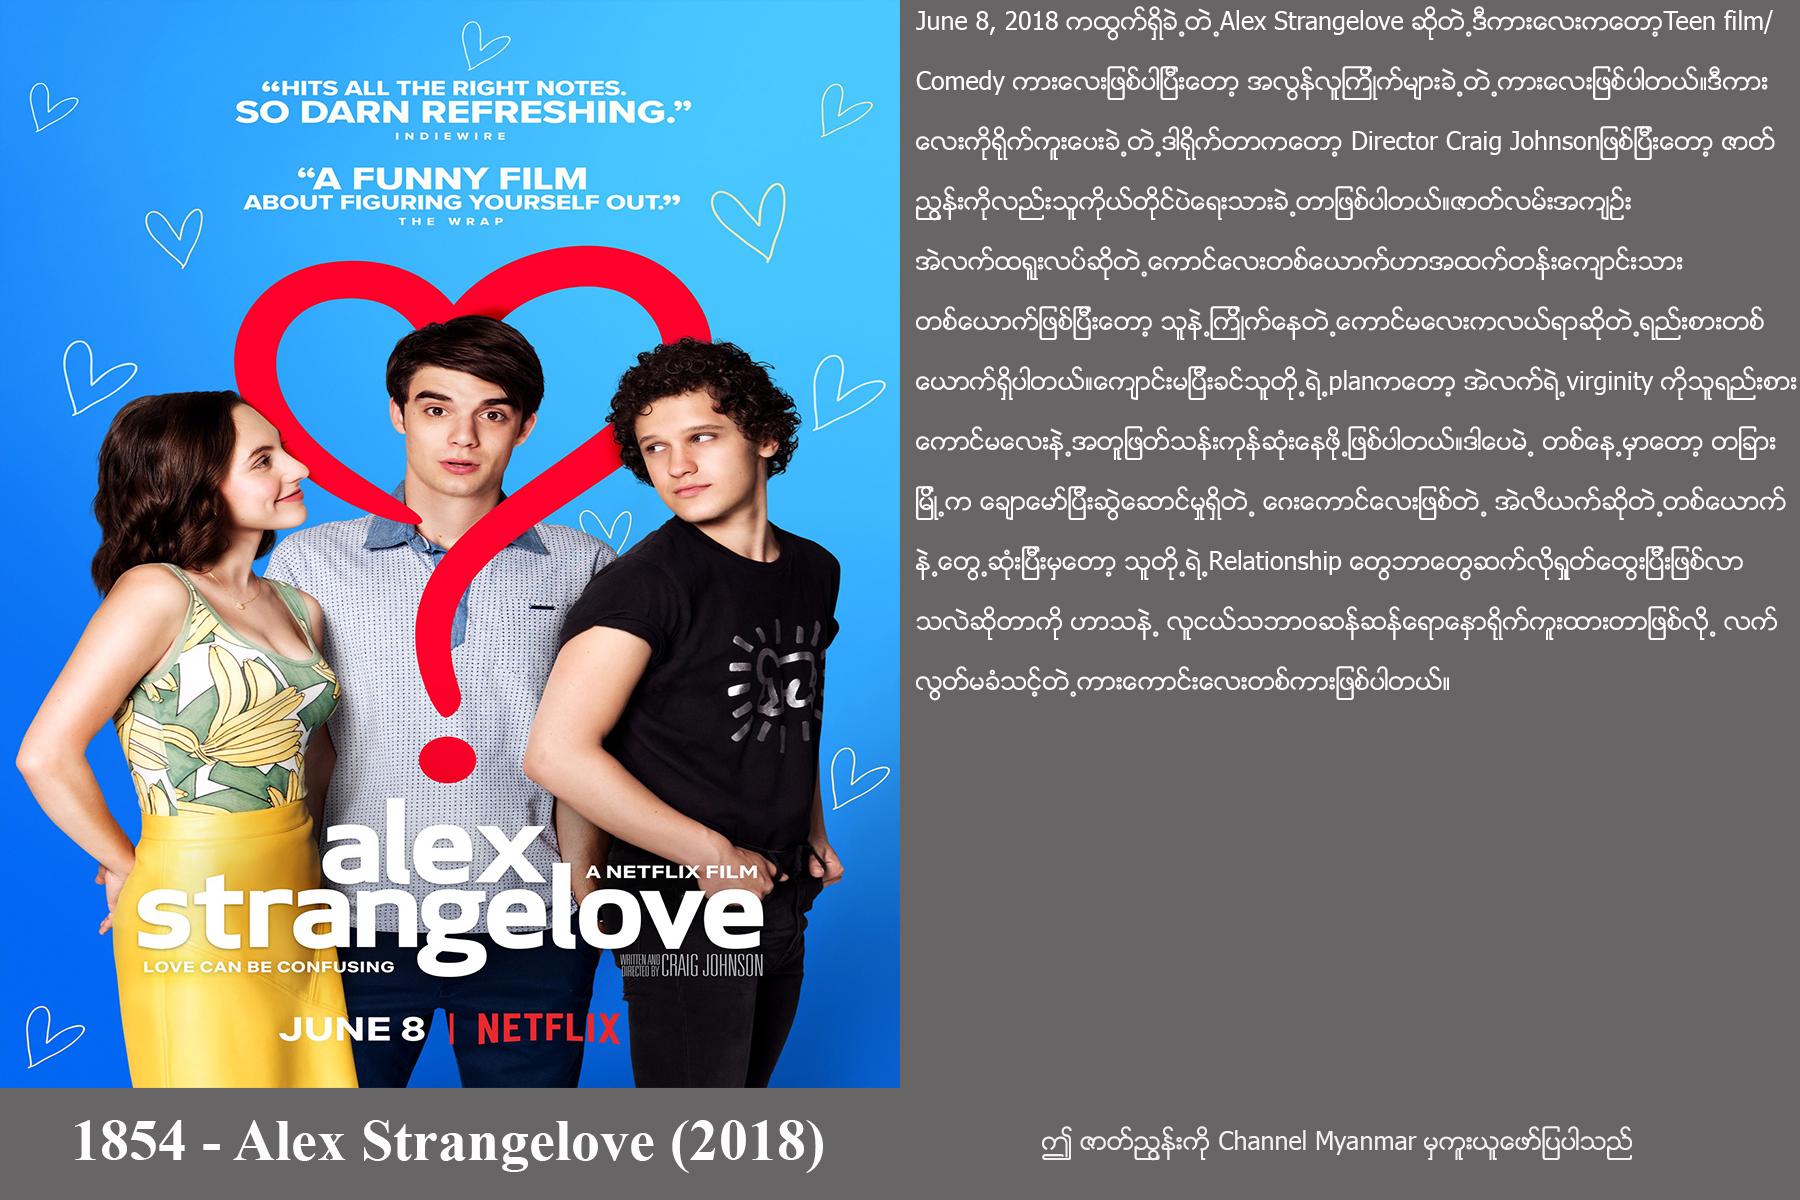 “HITS ALL THE RIGHT NOTES.
SO DARN REFRESHING.”
INDIEWIRE
“A FUNNY FILM
ABOUT FIGURING YOURSELF OUT.”
THE WRAP
alex
A NETFLIX FILM
strangelove
LOVE CAN BE CONFUSING
WRITTEN AND
DIRECTED BY CRAIG JOHNSON
JUNE 8 | NETFLIX
1854 - Alex Strangelove (2018)
June 8, 2018 ကထွက်ရှိခဲ့တဲ့Alex Strangelove ဆိုတဲ့ဒီကားလေးကတော့Teen film/
Comedy ကားလေးဖြစ်ပါပြီးတော့ အလွန်လူကြိုက်များခဲ့တဲ့ကားလေးဖြစ်ပါတယ်။ဒီကား
လေးကိုရိုက်ကူးပေးခဲ့တဲ့ဒါရိုက်တာကတော့ Director Craig Johnsonဖြစ်ပြီးတော့ ဇာတ်
ညွှန်းကိုလည်းသူကိုယ်တိုင်ပဲရေးသားခဲ့တာဖြစ်ပါတယ်။ဇာတ်လမ်းအကျဉ်း
အဲလက်ထရူးလပ်ဆိုတဲ့ကောင်လေးတစ်ယောက်ဟာအထက်တန်းကျောင်းသား
တစ်ယောက်ဖြစ်ပြီးတော့ သူနဲ့ကြိုက်နေတဲ့ကောင်မလေးကလယ်ရာဆိုတဲ့ရည်းစားတစ်
ယောက်ရှိပါတယ်။ကျောင်းမပြီးခင်သူတို့ရဲ့planကတော့ အဲလက်ရဲ့virginity ကိုသူရည်းစား
ကောင်မလေးနဲ့အတူဖြတ်သန်းကုန်ဆုံးနေဖို့ဖြစ်ပါတယ်။ဒါပေမဲ့ တစ်နေ့မှာတော့ တခြား
မြို့က ချောမော်ပြီးဆွဲဆောင်မှုရှိတဲ့ ဂေးကောင်လေးဖြစ်တဲ့ အဲလီယက်ဆိုတဲ့တစ်ယောက်
နဲ့တွေ့ဆုံးပြီးမှတော့ သူတို့ရဲ့Relationship တွေဘာတွေဆက်လိုရှုတ်ထွေးပြီးဖြစ်လာ
သလဲဆိုတာကို ဟာသနဲ့ လူငယ်သဘာဝဆန်ဆန်ရောနှောရိုက်ကူးထားတာဖြစ်လို့ လက်
လွတ်မခံသင့်တဲ့ကားကောင်းလေးတစ်ကားဖြစ်ပါတယ်။
ဤ ဇာတ်ညွှန်းကို Channel Myanmar မှကူးယူဖော်ပြပါသည်